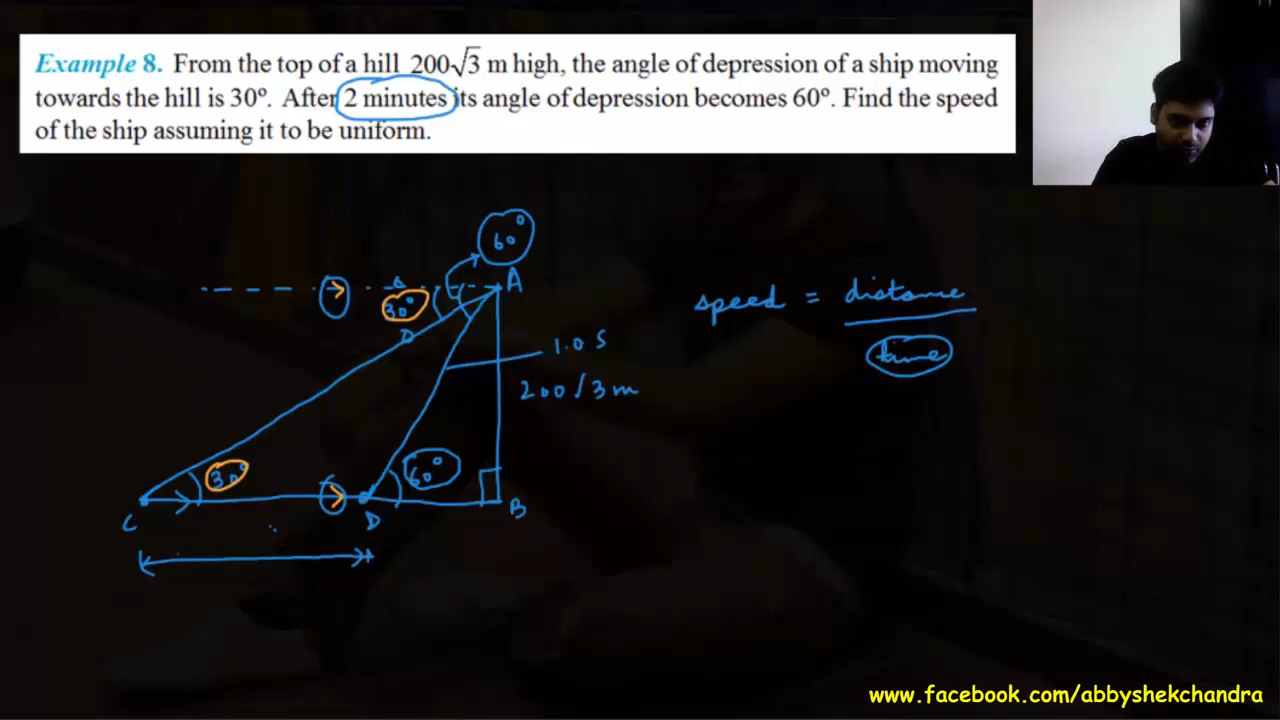 Example 8. From the top of a hill 200√3 m high, the angle of depression of a ship moving
towards the hill is 30º. After 2 minutes its angle of depression becomes 60º. Find the speed
of the ship assuming it to be uniform.
60°
A
30°
speed = distance
time
1.0 S
200√3 m
30°
60°
C
D
B
www.facebook.com/abbyshekchandra